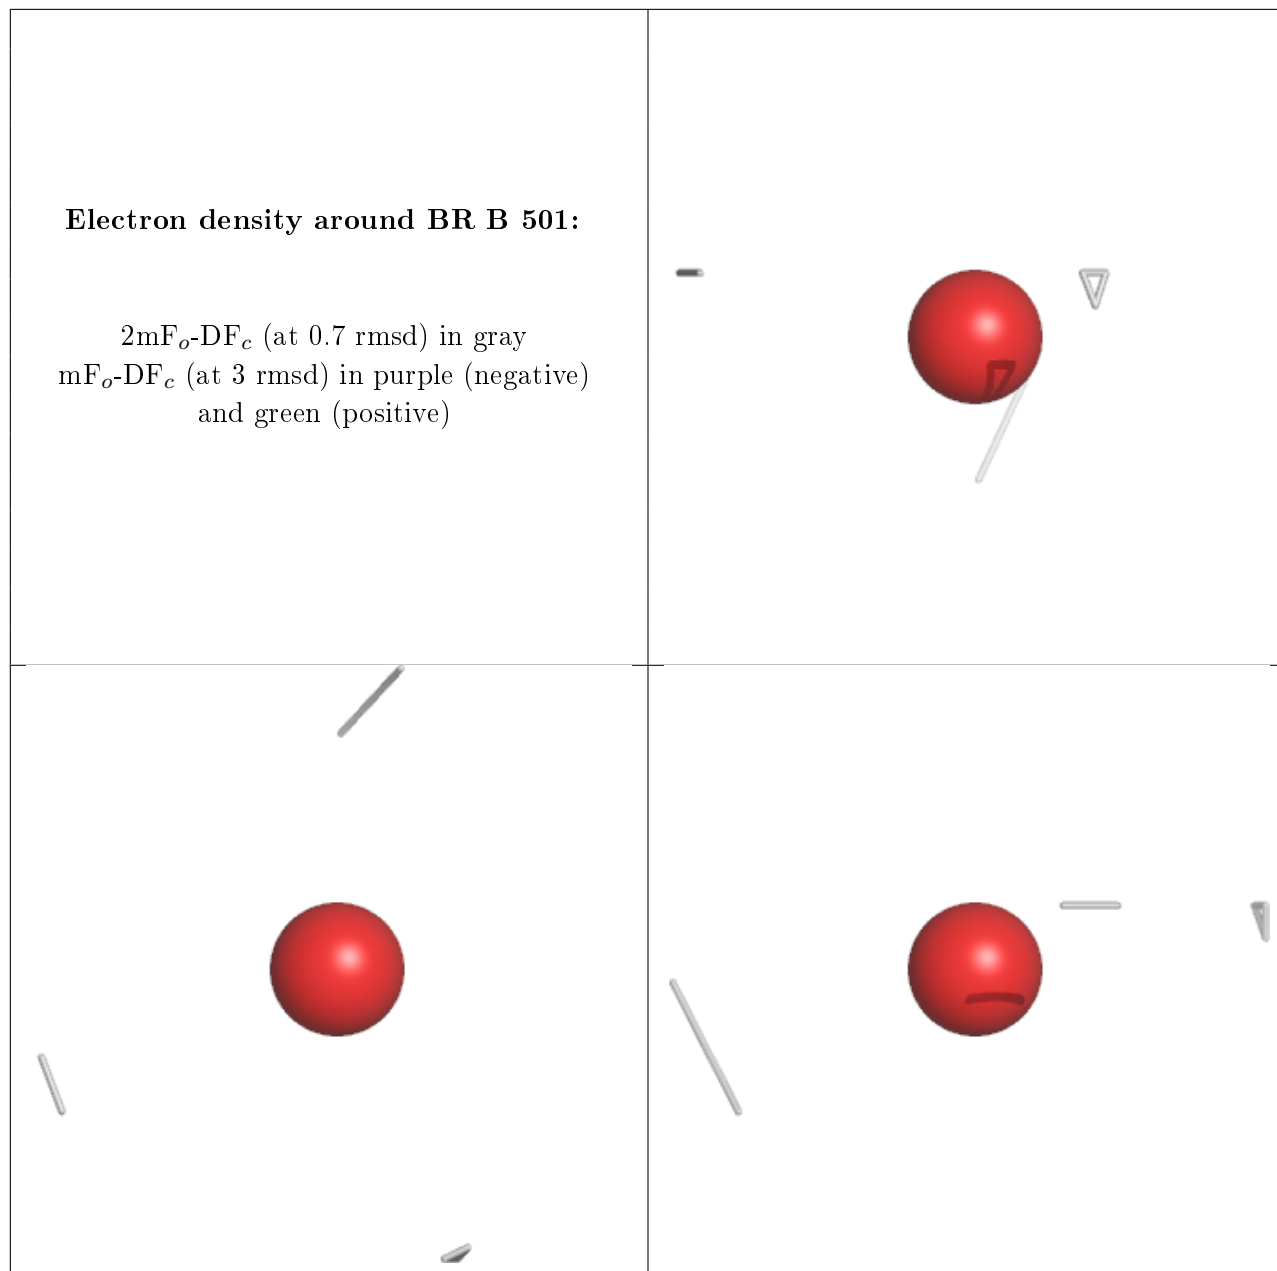 Electron density around BR B 501:
2mFo-DFc (at 0.7 rmsd) in gray
mFo-DFc (at 3 rmsd) in purple (negative)
and green (positive)